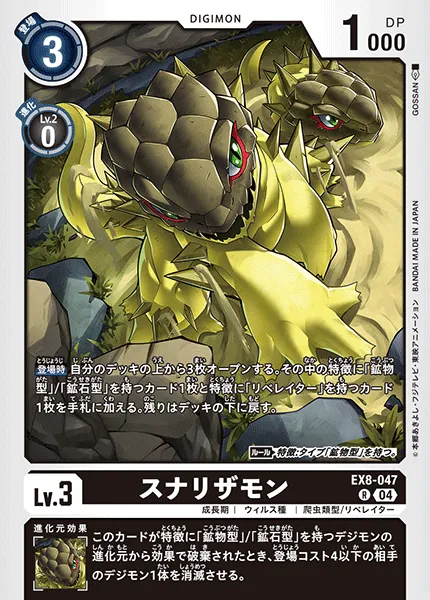 DIGIMON
登場
3
DP
1000
進化
Lv.2
0
GOSSAN
©本郷あきよし・フジテレビ・東映アニメーション
BANDAI MADE IN JAPAN
登場時 自分のデッキの上から3枚オープンする。その中の特徴に「鉱物
型」/「鉱石型」を持つカード1枚と特徴に「リベレイター」を持つカード
1枚を手札に加える。残りはデッキの下に戻す。
ルール 特徴:タイプ「鉱物型」を持つ。
EX8-047
Lv.3
スナリザモン
R 04
成長期 | ウィルス種 | 爬虫類型/リベレイター
進化元効果
このカードが特徴に「鉱物型」/「鉱石型」を持つデジモンの
進化元から効果で破棄されたとき、登場コスト4以下の相手
のデジモン1体を消滅させる。